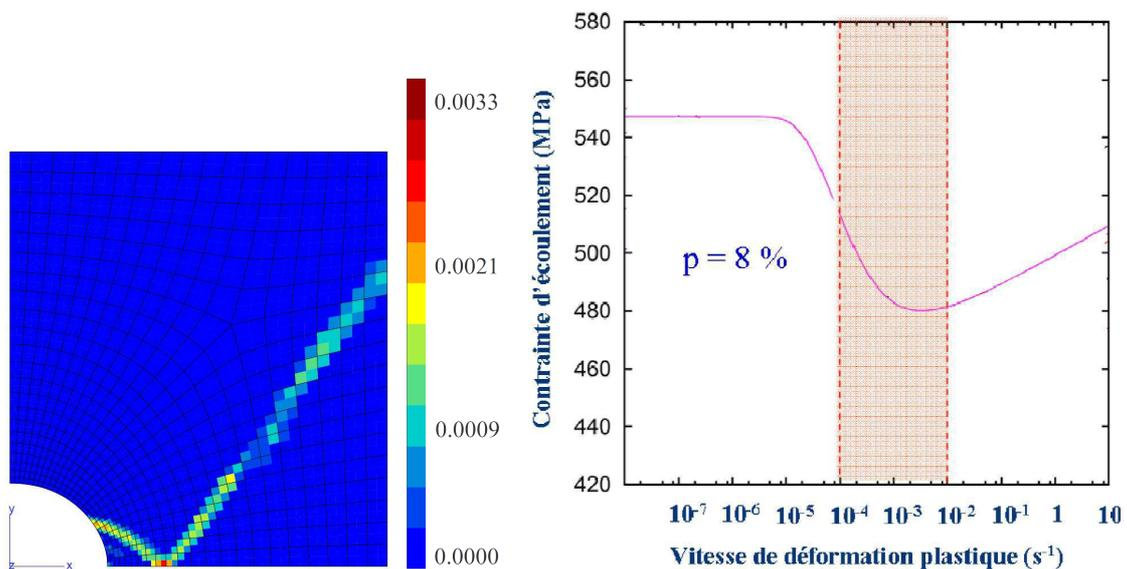 0.0033
0.0021
0.0009
0.0000
y
z
x
Contrainte d'écoulement (MPa)
580
560
540
520
500
480
460
440
420
p = 8 %
10⁻⁷ 10⁻⁶ 10⁻⁵ 10⁻⁴ 10⁻³ 10⁻² 10⁻¹ 1 10
Vitesse de déformation plastique (s⁻¹)